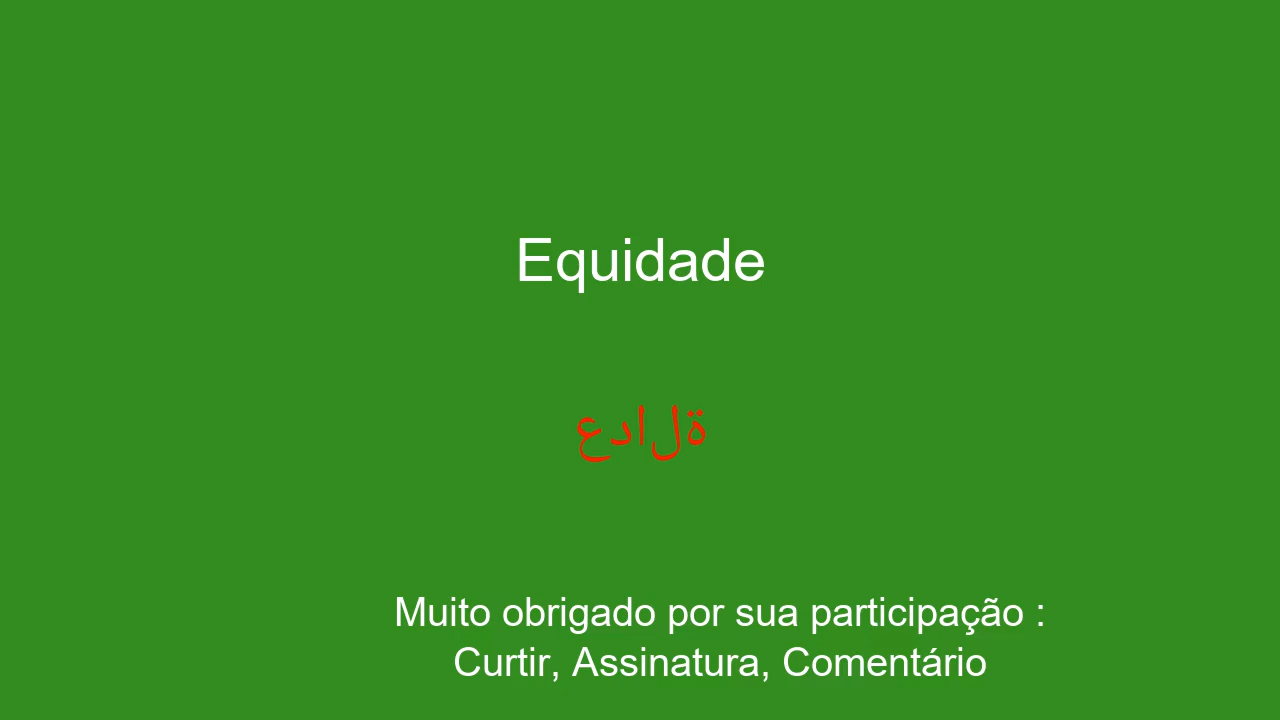 Equidade
عدالة
Muito obrigado por sua participação :
Curtir, Assinatura, Comentário